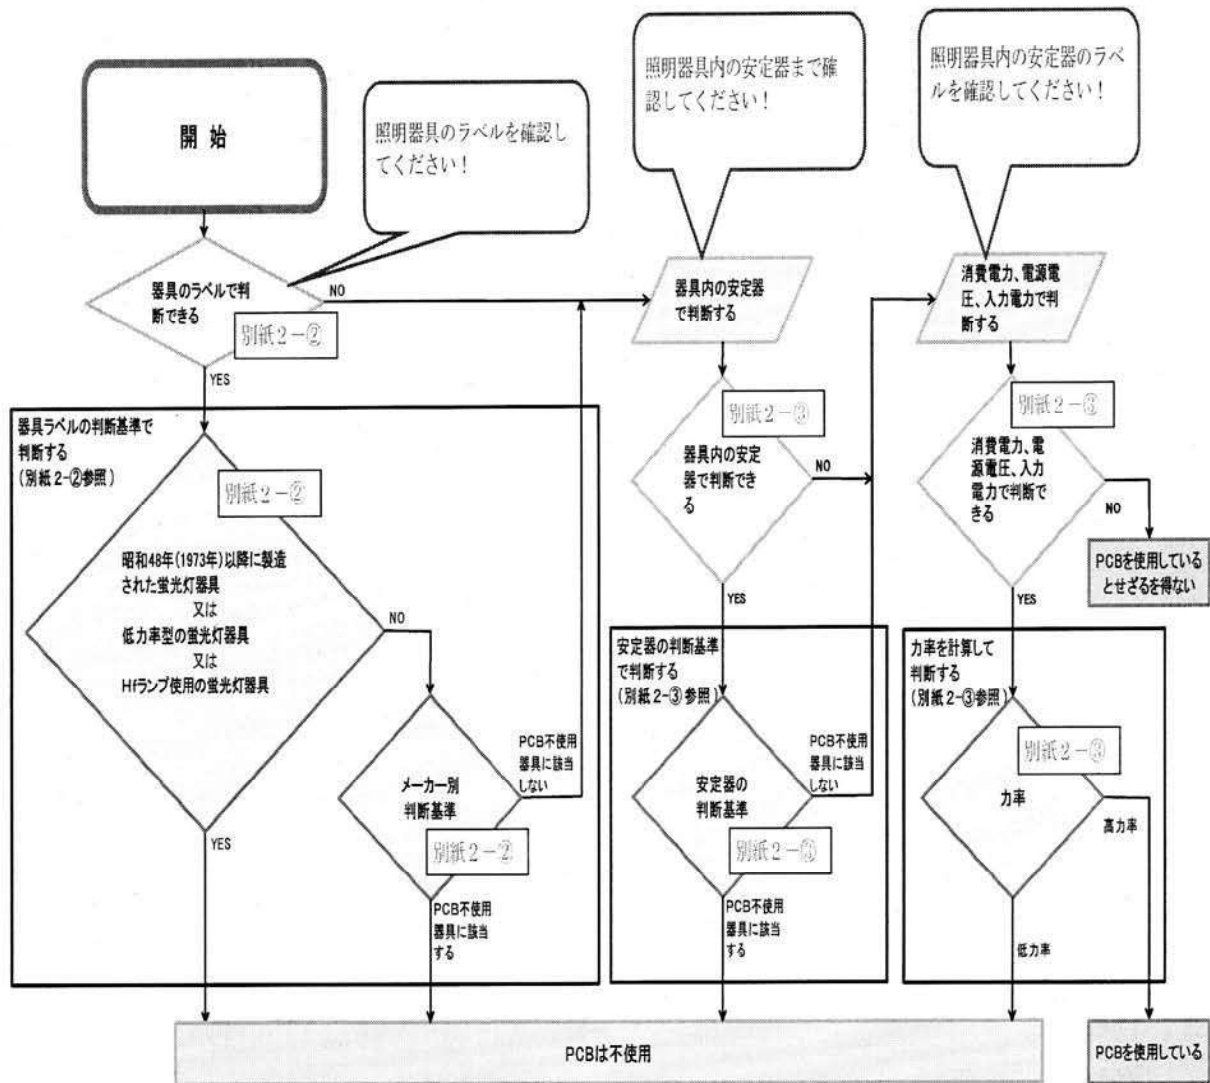 開 始
照明器具のラベルを確認し
てください！
照明器具内の安定器まで確
認してください！
照明器具内の安定器のラベ
ルを確認してください！
器具のラベルで判
断できる
別紙２－②
NO
YES
器具内の安定器
で判断する
消費電力、電源電
圧、入力電力で判
断する
器具ラベルの判断基準で
判断する
(別紙2-②参照)
別紙２－②
昭和48年(1973年)以降に製造
された蛍光灯器具
又は
低力率型の蛍光灯器具
又は
Hfランプ使用の蛍光灯器具
NO
YES
メーカー別
判断基準
別紙２－②
PCB不使用
器具に該当
しない
PCB不使用
器具に該当
する
別紙２－③
器具内の安定
器で判断でき
る
NO
YES
安定器の判断基準
で判断する
(別紙2-③参照)
安定器の
判断基準
別紙２－③
PCB不使用
器具に該当
しない
PCB不使用
器具に該当
する
別紙２－③
消費電力、電
源電圧、入力
電力で判断で
きる
NO
PCBを使用している
とせざるを得ない
YES
力率を計算して
判断する
(別紙2-③参照)
別紙２－③
力率
高力率
低力率
PCBは不使用
PCBを使用している